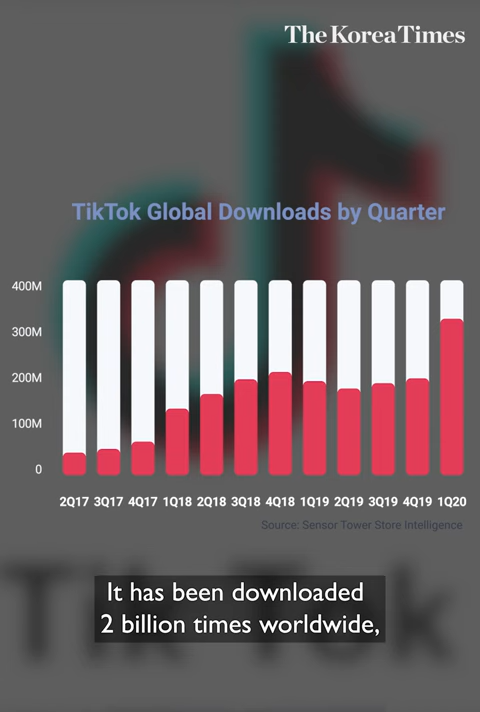 The Korea Times
TikTok Global Downloads by Quarter
400M
300M
200M
100M
0
2Q17 3Q17 4Q17 1Q18 2Q18 3Q18 4Q18 1Q19 2Q19 3Q19 4Q19 1Q20
Source: Sensor Tower Store Intelligence
Tik Tok
It has been downloaded
2 billion times worldwide,